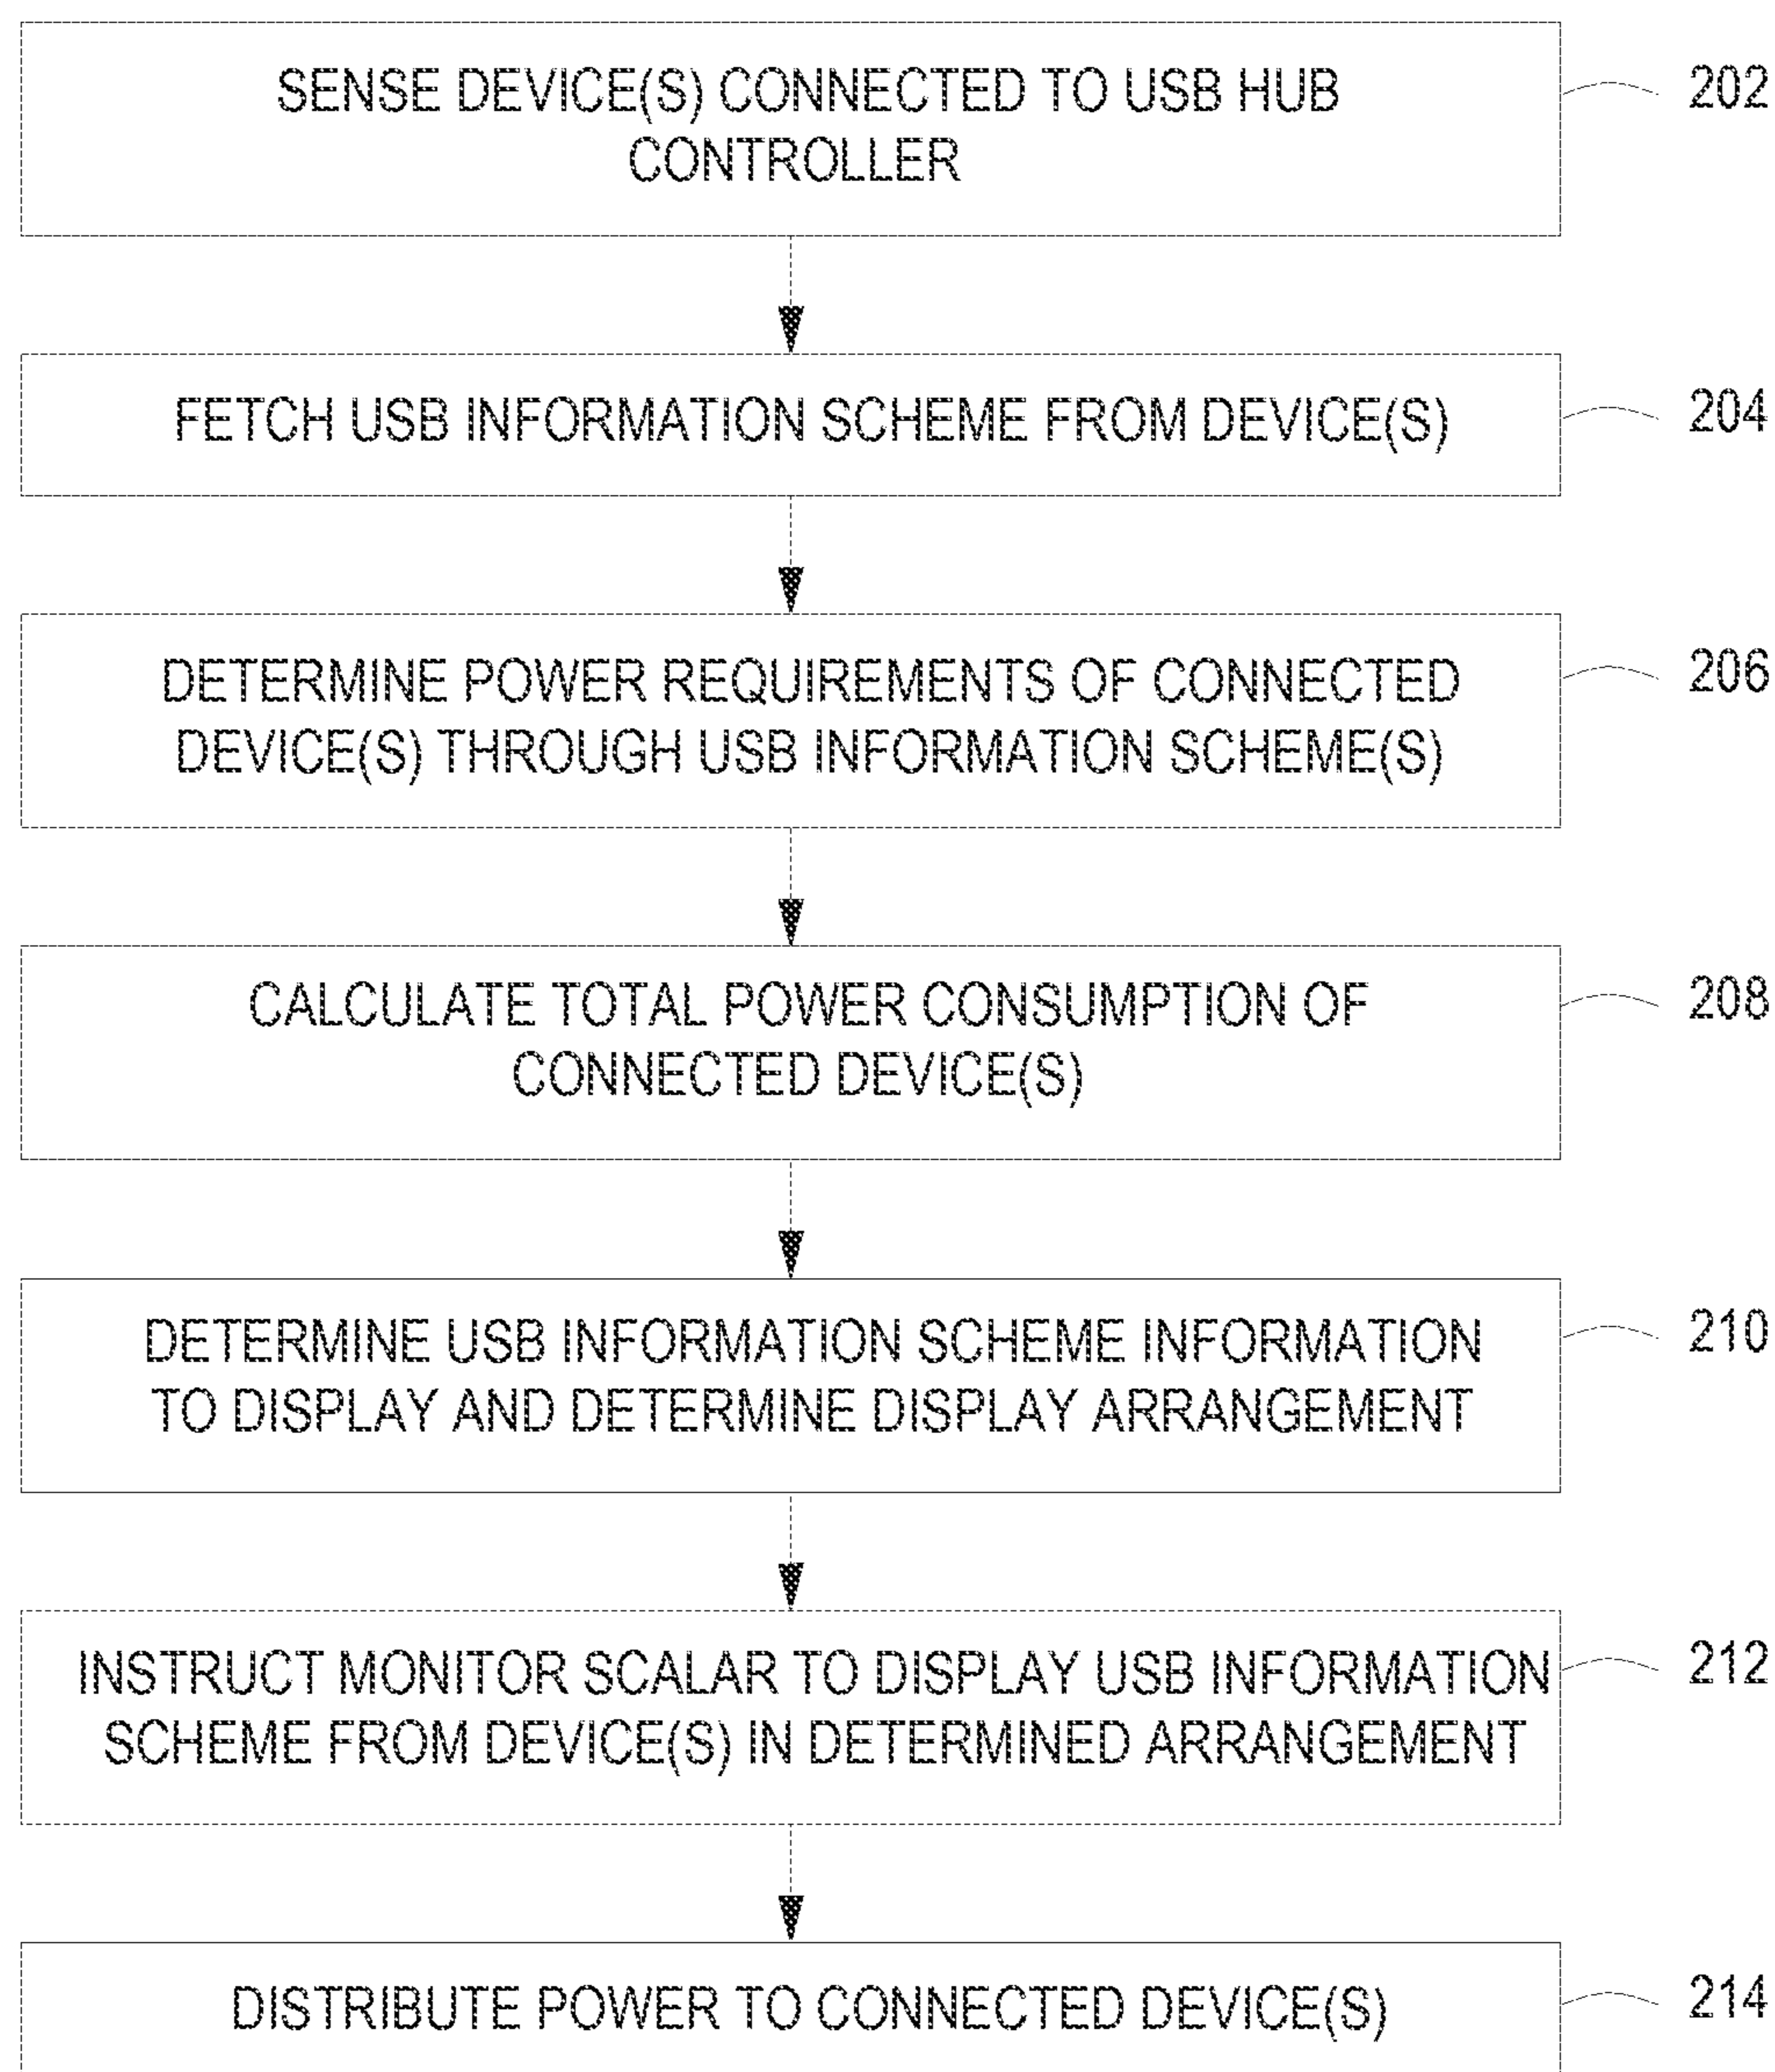 SENSE DEVICE(S) CONNECTED TO USB HUB
CONTROLLER
202
FETCH USB INFORMATION SCHEME FROM DEVICE(S)
204
DETERMINE POWER REQUIREMENTS OF CONNECTED
DEVICE(S) THROUGH USB INFORMATION SCHEME(S)
206
CALCULATE TOTAL POWER CONSUMPTION OF
CONNECTED DEVICE(S)
208
DETERMINE USB INFORMATION SCHEME INFORMATION
TO DISPLAY AND DETERMINE DISPLAY ARRANGEMENT
210
INSTRUCT MONITOR SCALAR TO DISPLAY USB INFORMATION
SCHEME FROM DEVICE(S) IN DETERMINED ARRANGEMENT
212
DISTRIBUTE POWER TO CONNECTED DEVICE(S)
214